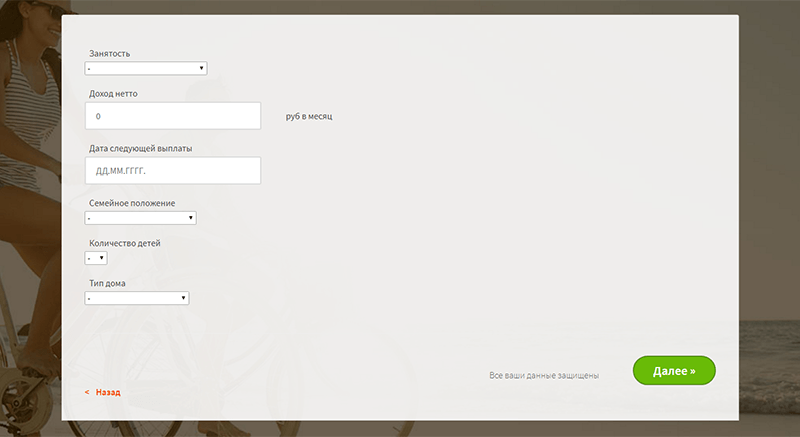 Занятость
-
Доход нетто
0 руб в месяц
Дата следующей выплаты
ДД.ММ.ГГГГ.
Семейное положение
-
Количество детей
-
Тип дома
-
Все ваши данные защищены Далее »
< Назад